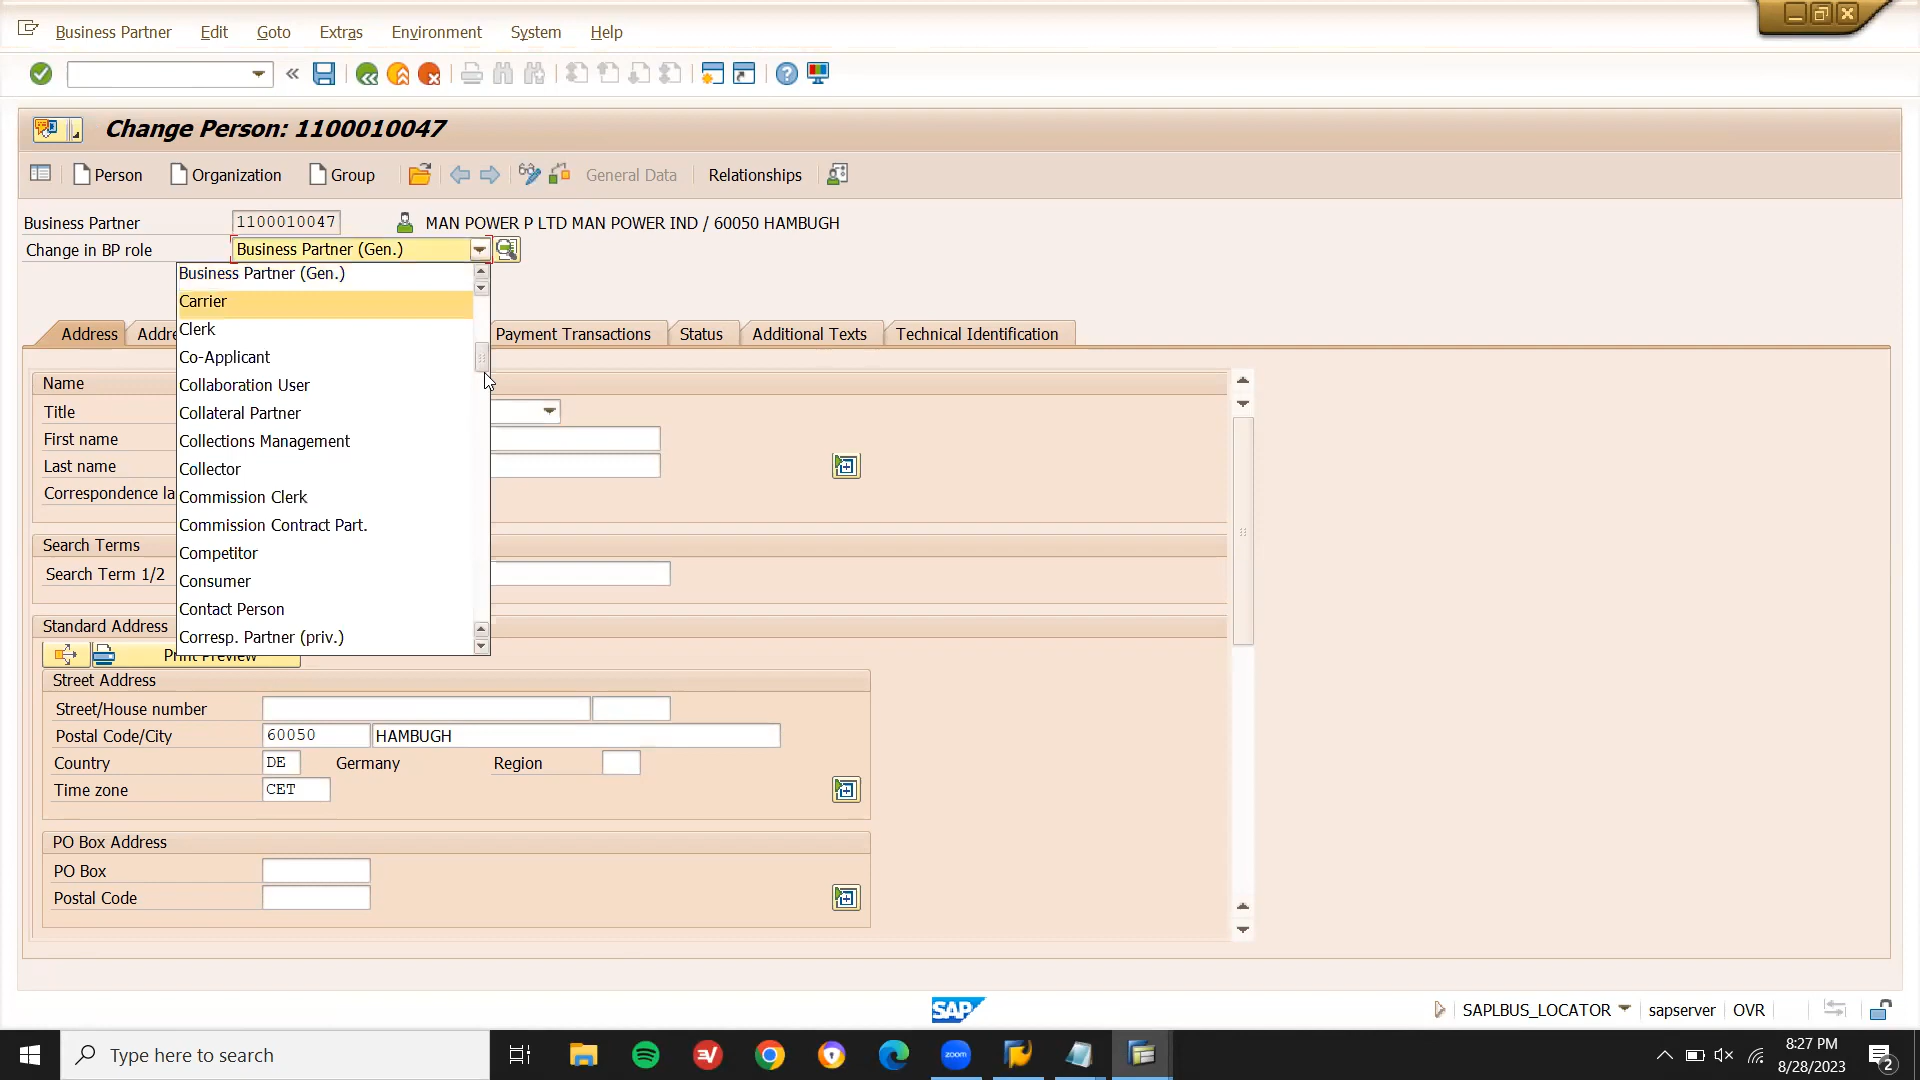 Business Partner Edit Goto Extras Environment System Help
Change Person: 1100010047
Person Organization Group General Data Relationships
Business Partner 1100010047 MAN POWER P LTD MAN POWER IND / 60050 HAMBUGH
Change in BP role Business Partner (Gen.)
Business Partner (Gen.)
Carrier
Clerk
Co-Applicant
Collaboration User
Collateral Partner
Collections Management
Collector
Commission Clerk
Commission Contract Part.
Competitor
Consumer
Contact Person
Corresp. Partner (priv.)
Address Payment Transactions Status Additional Texts Technical Identification
Name
Title
First name
Last name
Correspondence la
Search Terms
Search Term 1/2
Standard Address
Print Preview
Street Address
Street/House number
Postal Code/City 60050 HAMBUGH
Country DE Germany Region
Time zone CET
PO Box Address
PO Box
Postal Code
SAP SAPLBUS_LOCATOR sapserver OVR
Type here to search zoom 8:27 PM
8/28/2023 2